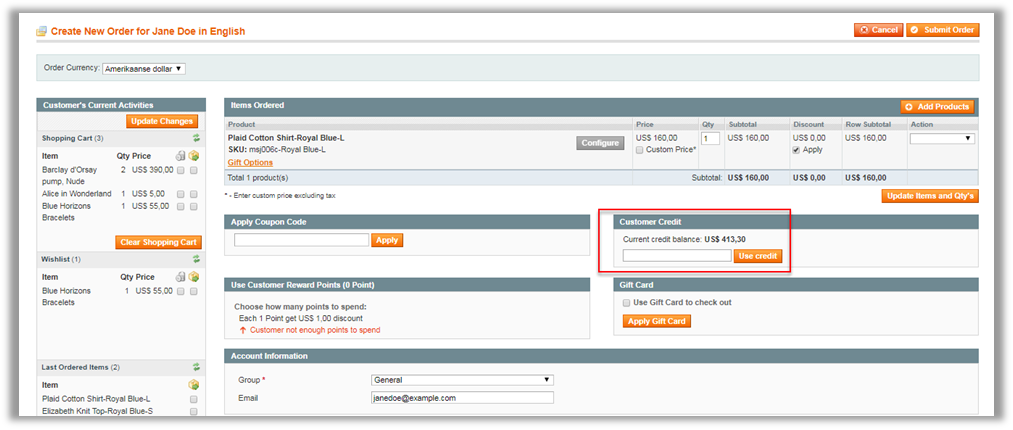 Create New Order for Jane Doe in English
Cancel
Submit Order
Order Currency: Amerikaanse dollar
Customer's Current Activities
Update Changes
Shopping Cart (3)
Item Qty Price
Barclay d'Orsay 2 US$ 390,00
pump, Nude
Alice in Wonderland 1 US$ 5,00
Blue Horizons 1 US$ 55,00
Bracelets
Clear Shopping Cart
Wishlist (1)
Item Qty Price
Blue Horizons 1 US$ 55,00
Bracelets
Last Ordered Items (2)
Item
Plaid Cotton Shirt-Royal Blue-L
Elizabeth Knit Top-Royal Blue-S
Items Ordered
Add Products
Product Price Qty Subtotal Discount Row Subtotal Action
Plaid Cotton Shirt-Royal Blue-L US$ 160,00 1 US$ 160,00 US$ 0,00 US$ 160,00
SKU: msj006c-Royal Blue-L Configure Custom Price* Apply
Gift Options
Total 1 product(s) Subtotal: US$ 160,00 US$ 0,00 US$ 160,00
* - Enter custom price excluding tax
Update Items and Qty's
Apply Coupon Code
Apply
Customer Credit
Current credit balance: US$ 413,30
Use credit
Use Customer Reward Points (0 Point)
Choose how many points to spend:
Each 1 Point get US$ 1,00 discount
Customer not enough points to spend
Gift Card
Use Gift Card to check out
Apply Gift Card
Account Information
Group * General
Email janedoe@example.com